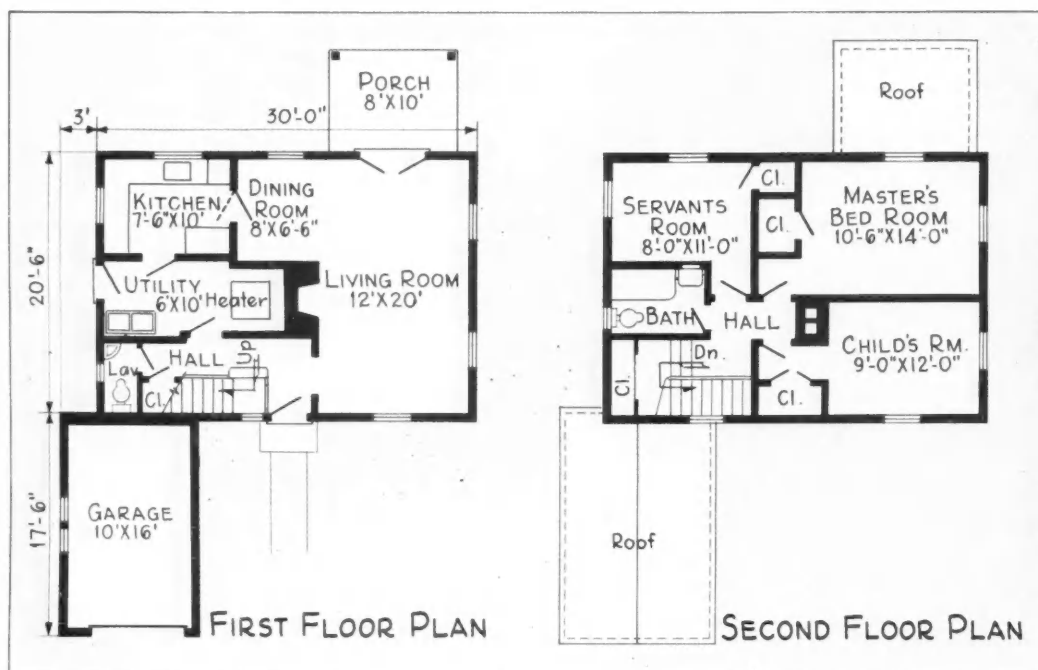 PORCH
8'X10'
3'
30'-0"
20'-6"
KITCHEN
7'-6"X10'
DINING
ROOM
8'X6'-6"
LIVING ROOM
12'X20'
UTILITY
6'X10'
Heater
HALL
Up
Lav.
Cl.
17'-6"
GARAGE
10'X16'
FIRST FLOOR PLAN
Roof
Cl.
SERVANTS
ROOM
8'-0"X11'-0"
Cl.
MASTER'S
BED ROOM
10'-6"X14'-0"
BATH
HALL
Dn.
CHILD'S RM.
9'-0"X12'-0"
Cl.
Cl.
Roof
SECOND FLOOR PLAN